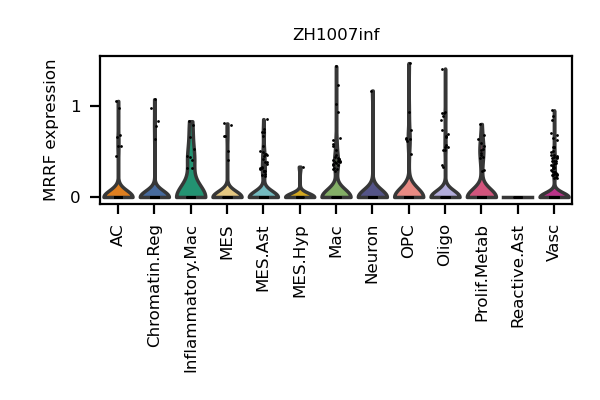 ZH1007inf
MRRF expression
1
0
AC
Chromatin.Reg
Inflammatory.Mac
MES
MES.Ast
MES.Hyp
Mac
Neuron
OPC
Oligo
Prolif.Metab
Reactive.Ast
Vasc